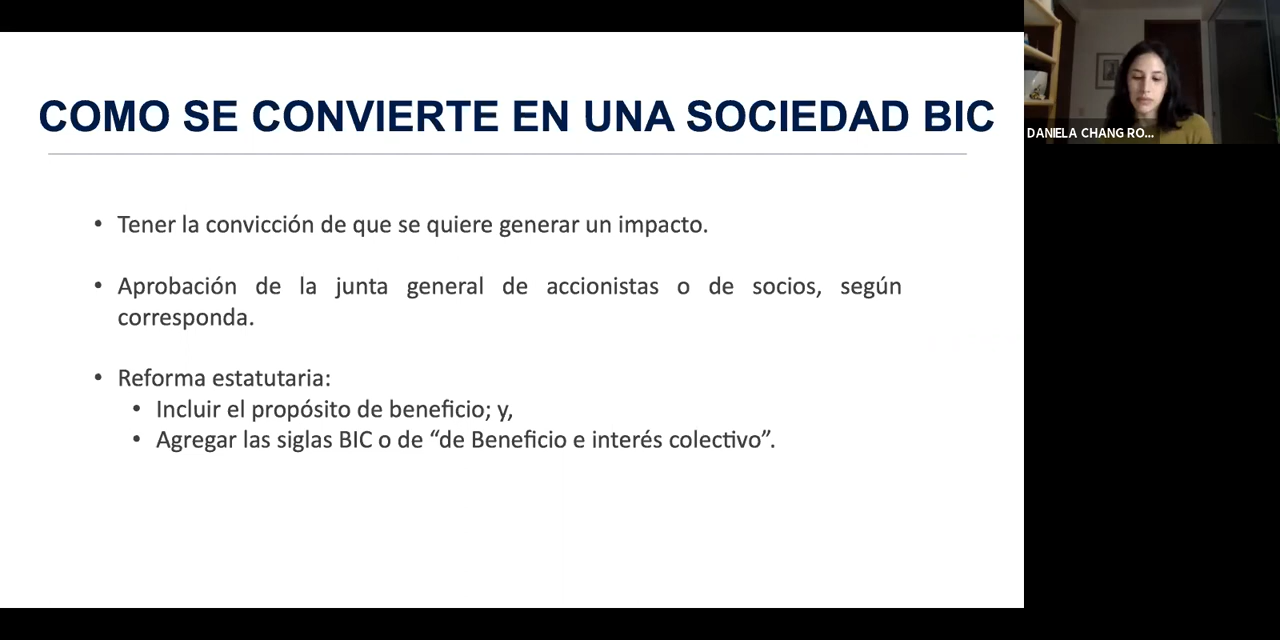 COMO SE CONVIERTE EN UNA SOCIEDAD BIC
DANIELA CHANG RO...
• Tener la convicción de que se quiere generar un impacto.
• Aprobación de la junta general de accionistas o de socios, según
corresponda.
• Reforma estatutaria:
• Incluir el propósito de beneficio; y,
• Agregar las siglas BIC o de “de Beneficio e interés colectivo”.